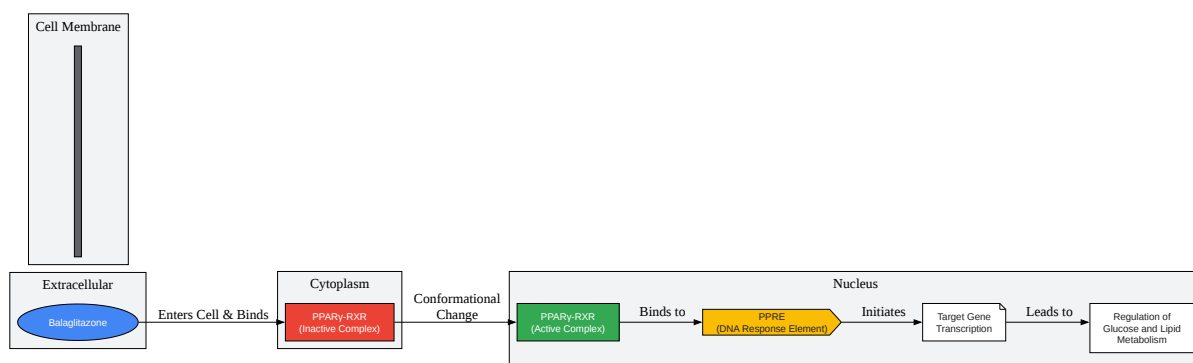 Cell Membrane
Extracellular
Balaglitazone
Enters Cell & Binds
Cytoplasm
PPARγ-RXR
(Inactive Complex)
Conformational
Change
Nucleus
PPARγ-RXR
(Active Complex)
Binds to
PPRE
(DNA Response Element)
Initiates
Target Gene
Transcription
Leads to
Regulation of
Glucose and Lipid
Metabolism